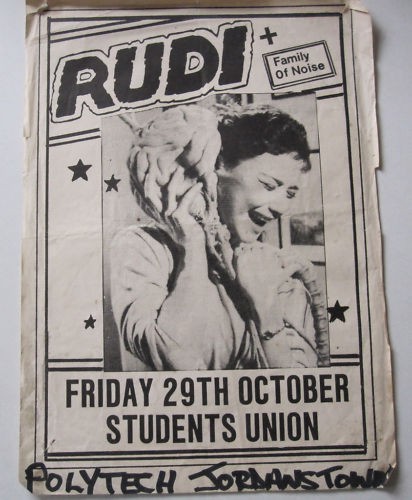 RUDI +
Family
Of Noise
FRIDAY 29TH OCTOBER
STUDENTS UNION
POLYTECH JORDANSTOWN